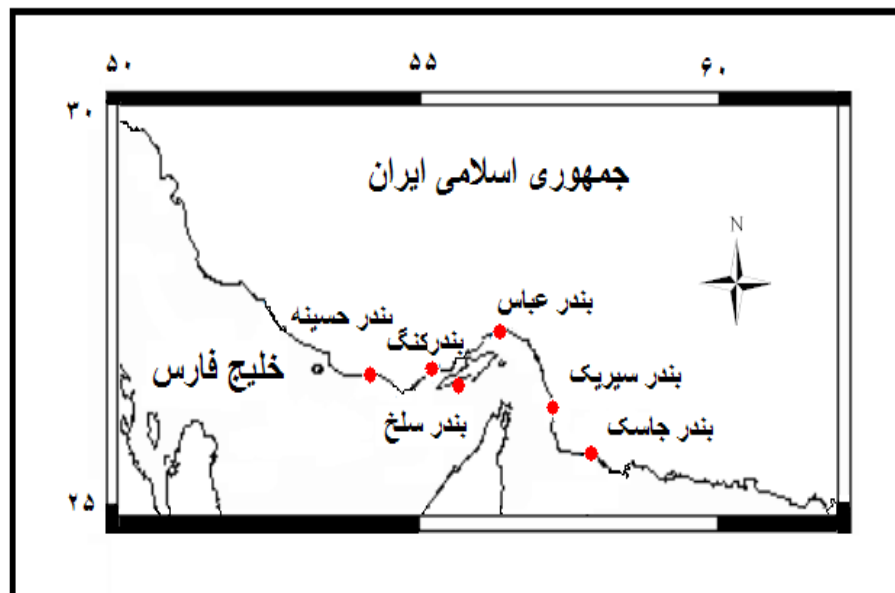 ۵۰ ۵۵ ۶۰
۳۰
جمهوری اسلامی ایران
N
بندر عباس
بندر حسینه
بندرکنگ
خلیج فارس
بندر سیریک
بندر سلخ
بندر جاسک
۲۵